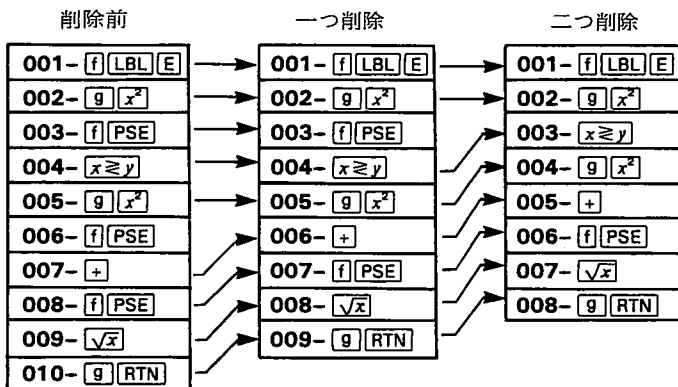 削除前
一つ削除
二つ削除
001- f LBL E
002- g x²
003- f PSE
004- x≷y
005- g x²
006- f PSE
007- +
008- f PSE
009- √x
010- g RTN
001- f LBL E
002- g x²
003- f PSE
004- x≷y
005- g x²
006- +
007- f PSE
008- √x
009- g RTN
001- f LBL E
002- g x²
003- x≷y
004- g x²
005- +
006- f PSE
007- √x
008- g RTN